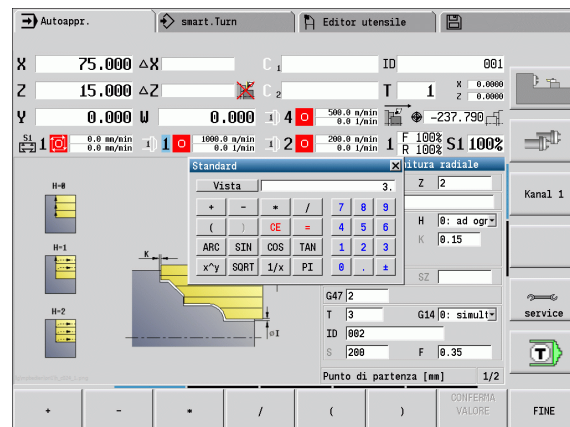 Autoappr.
smart.Turn
Editor utensile
X 75.000 ΔX C 1 ID 001
Z 15.000 ΔZ C 2 T 1 X 0.0000 Z 0.0000
Y 0.000 W 0.000 4 500.0 m/min 0.0 1/min -237.790
S1 1 0.0 mm/min 0.0 mm/min 1 1000.0 m/min 0.0 1/min 2 200.0 m/min 0.0 1/min 1 F 100% R 100% S1 100%
Standard X
itura radiale
Vista 3.
+ - * / 7 8 9
( ) CE = 4 5 6
ARC SIN COS TAN 1 2 3
x^y SQRT 1/x PI 0 . ±
Z 2
H 0: ad ogr
K 0.15
SZ
G47 2
T 3 G14 0: simult
ID 002
S 200 F 0.35
Punto di partenza [mm] 1/2
H-0
H-1
H-2
K
øI
Kanal 1
service
T
+ - * / ( ) CONFERMA VALORE FINE